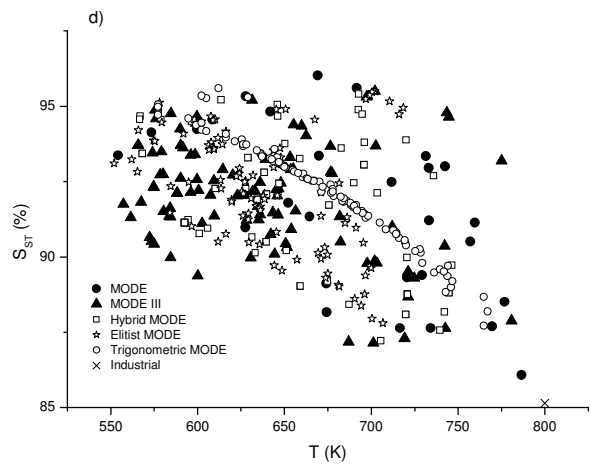 d)
95
90
85
S_ST (%)
MODE
MODE III
Hybrid MODE
Elitist MODE
Trigonometric MODE
Industrial
550 600 650 700 750 800
T (K)